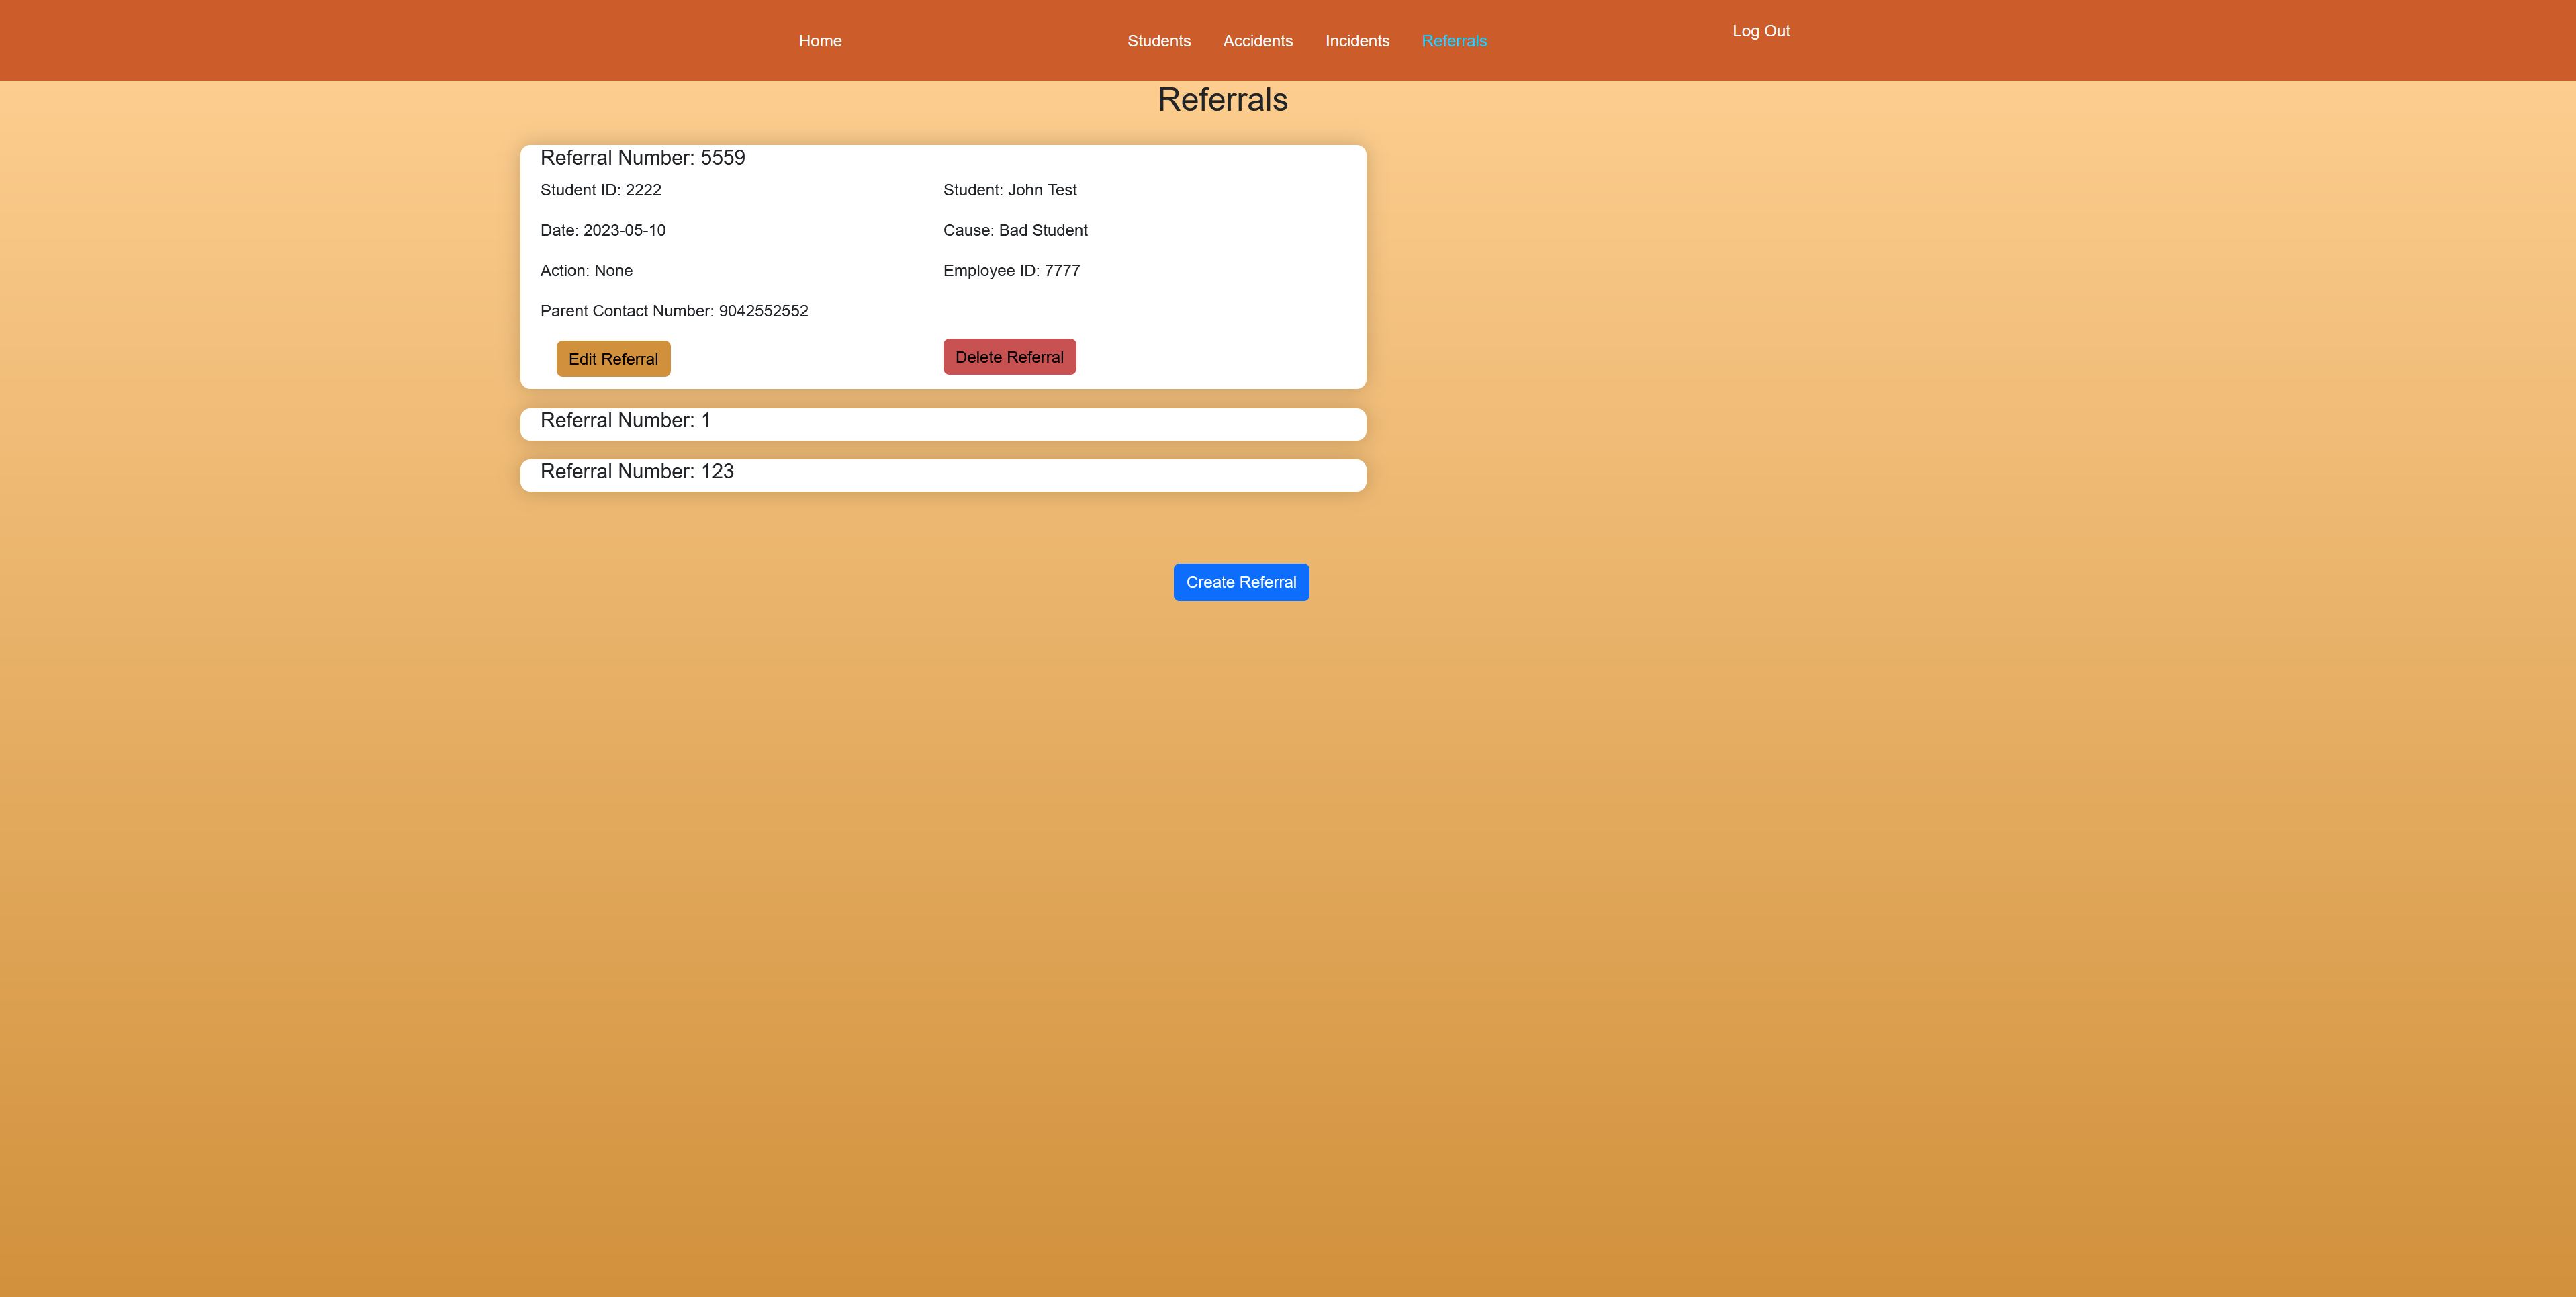 Home Students Accidents Incidents Referrals Log Out
Referrals
Referral Number: 5559
Student ID: 2222 Student: John Test
Date: 2023-05-10 Cause: Bad Student
Action: None Employee ID: 7777
Parent Contact Number: 9042552552
Edit Referral Delete Referral
Referral Number: 1
Referral Number: 123
Create Referral